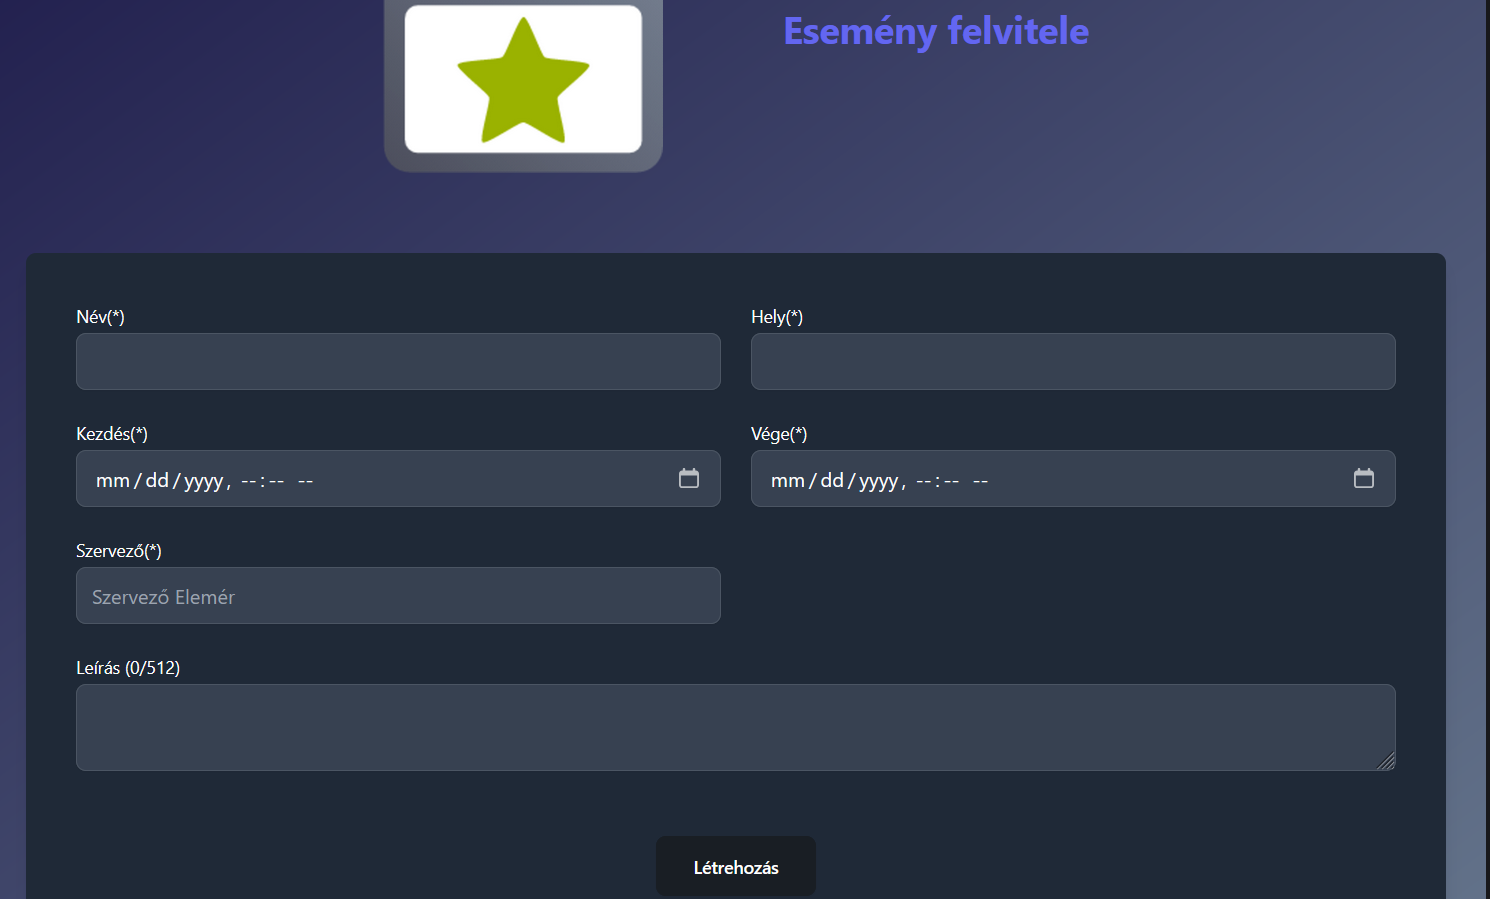 Esemény felvitele
Név(*)
Hely(*)
Kezdés(*)
Vége(*)
mm/dd/yyyy, --:-- --
mm/dd/yyyy, --:-- --
Szervező(*)
Szervező Elemér
Leírás (0/512)
Létrehozás